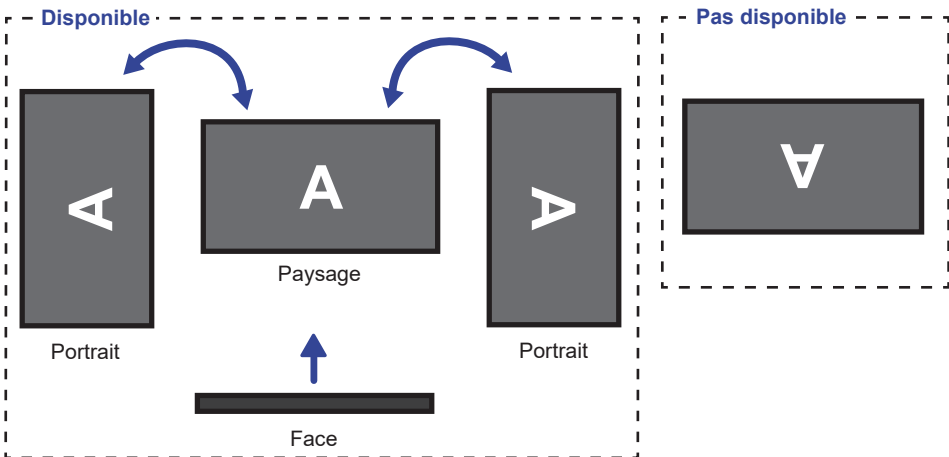 Disponible
Pas disponible
A
A
A
A
Paysage
Portrait
Portrait
Face